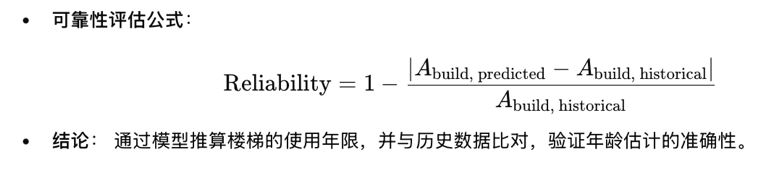 • 可靠性评估公式：
Reliability = 1 − |A_build, predicted − A_build, historical| / A_build, historical
• 结论： 通过模型推算楼梯的使用年限，并与历史数据比对，验证年龄估计的准确性。